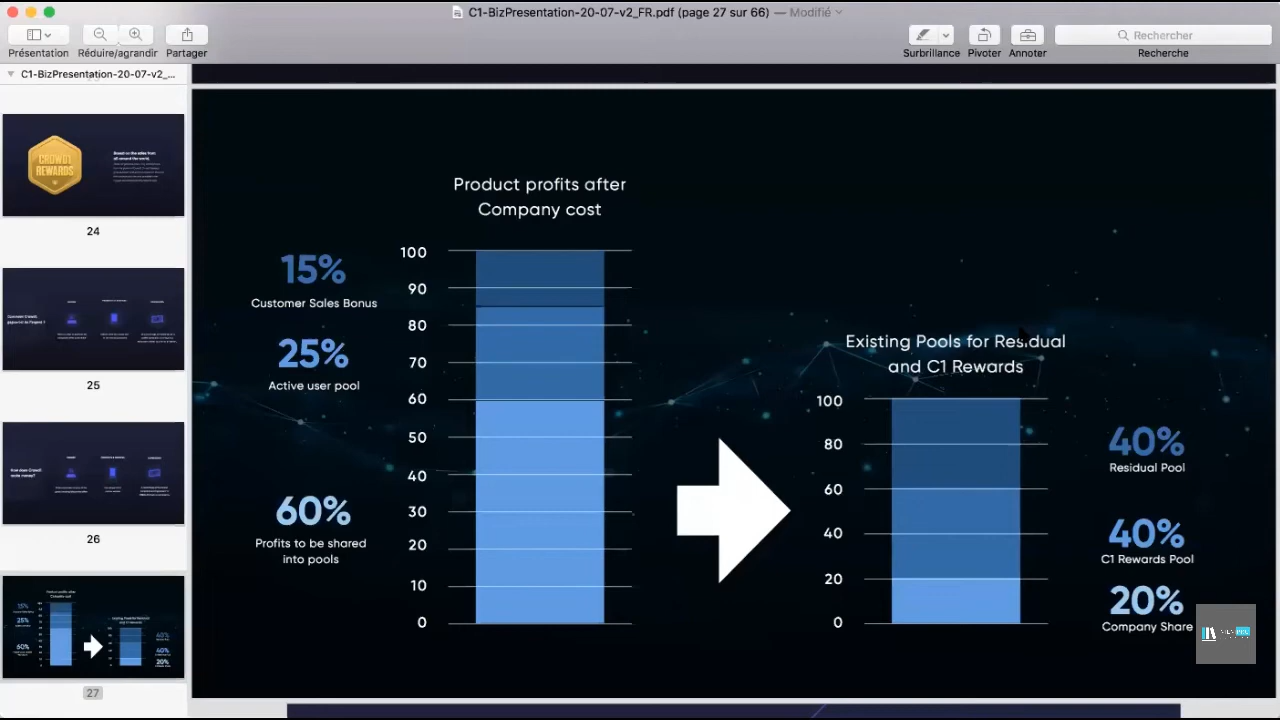 C1-BizPresentation-20-07-v2_FR.pdf (page 27 sur 66) — Modifié
Présentation
Réduire/agrandir
Partager
Surbrillance
Pivoter
Annoter
Rechercher
Recherche
C1-BizPresentation-20-07-v2_...
CROWD1
REWARDS
24
25
26
27
Product profits after
Company cost
15%
Customer Sales Bonus
25%
Active user pool
60%
Profits to be shared
into pools
100
90
80
70
60
50
40
30
20
10
0
Existing Pools for Residual
and C1 Rewards
100
80
60
40
20
0
40%
Residual Pool
40%
C1 Rewards Pool
20%
Company Share